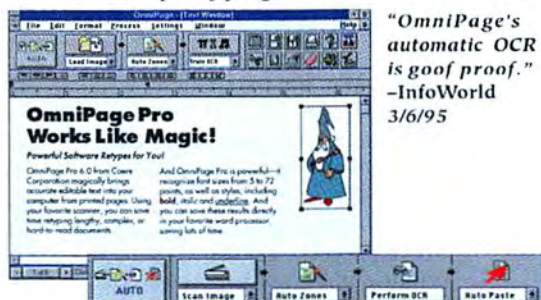 OmniPage - [Text Window]
File Edit Format Process Settings Window Help
AUTO Load Image Auto Zones Train OCR
OmniPage Pro
Works Like Magic!
Powerful Software Retypes for You!
OmniPage Pro 6.0 from Caere
Corporation magically brings
accurate editable text into your
computer from printed pages. Using
your favorite scanner, you can save
time retyping lengthy, complex, or
hard-to-read documents.
And OmniPage Pro is powerful—it
recognize font sizes from 5 to 72
points, as well as styles, including
bold, italic and underline. And
you can save these results directly
in your favorite word processor,
saving lots of time.
"OmniPage's
automatic OCR
is goof proof."
–InfoWorld
3/6/95
AUTO Scan Image Auto Zones Perform OCR Auto Paste